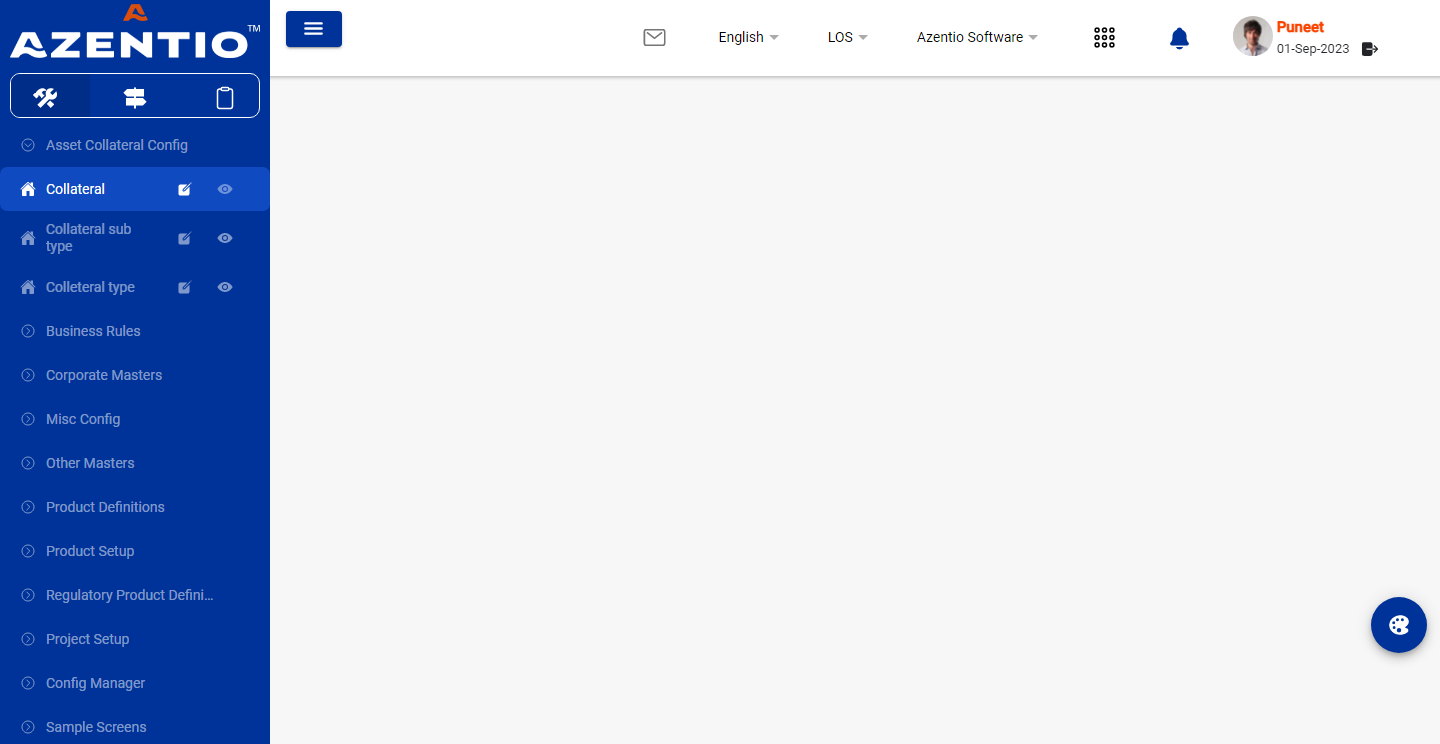 AZENTIO™
English
LOS
Azentio Software
Puneet
01-Sep-2023
Asset Collateral Config
Collateral
Collateral sub
type
Colleteral type
Business Rules
Corporate Masters
Misc Config
Other Masters
Product Definitions
Product Setup
Regulatory Product Defini...
Project Setup
Config Manager
Sample Screens